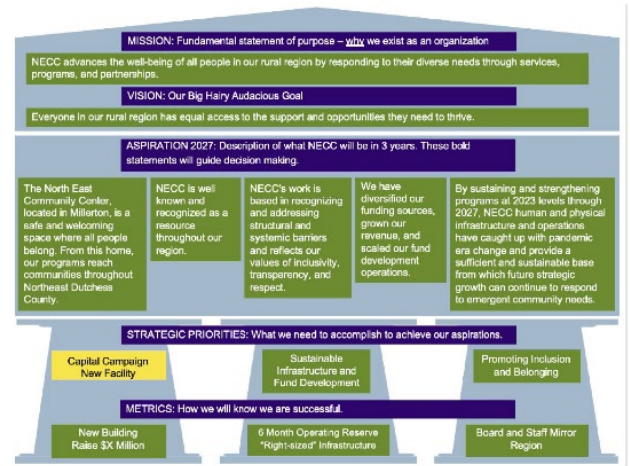 MISSION: Fundamental statement of purpose – why we exist as an organization
NECC advances the well-being of all people in our rural region by responding to their diverse needs through services,
programs, and partnerships.
VISION: Our Big Hairy Audacious Goal
Everyone in our rural region has equal access to the support and opportunities they need to thrive.
ASPIRATION 2027: Description of what NECC will be in 3 years. These bold
statements will guide decision making.
The North East
Community Center,
located in Millerton, is a
safe and welcoming
space where all people
belong. From this home,
our programs reach
communities throughout
Northeast Dutchess
County.
NECC is well
known and
recognized as a
resource
throughout our
region.
NECC's work is
based in recognizing
and addressing
structural and
systemic barriers
and reflects our
values of inclusivity,
transparency, and
respect.
We have
diversified our
funding sources,
grown our
revenue, and
scaled our fund
development
operations.
By sustaining and strengthening
programs at 2023 levels through
2027, NECC human and physical
infrastructure and operations
have caught up with pandemic
era change and provide a
sufficient and sustainable base
from which future strategic
growth can continue to respond
to emergent community needs.
STRATEGIC PRIORITIES: What we need to accomplish to achieve our aspirations.
Capital Campaign
New Facility
Sustainable
Infrastructure and
Fund Development
Promoting Inclusion
and Belonging
METRICS: How we will know we are successful.
New Building
Raise $X Million
6 Month Operating Reserve
"Right-sized" Infrastructure
Board and Staff Mirror
Region